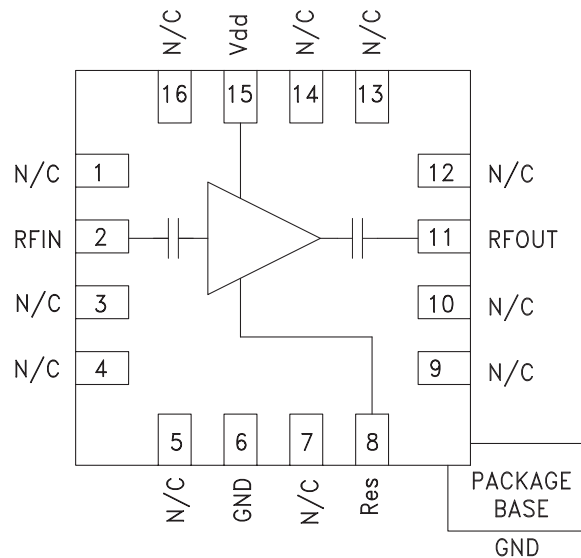 N/C Vdd N/C N/C
16 15 14 13
N/C 1 12 N/C
RFIN 2 11 RFOUT
N/C 3 10 N/C
N/C 4 9 N/C
5 6 7 8
N/C GND N/C Res
PACKAGE
BASE
GND